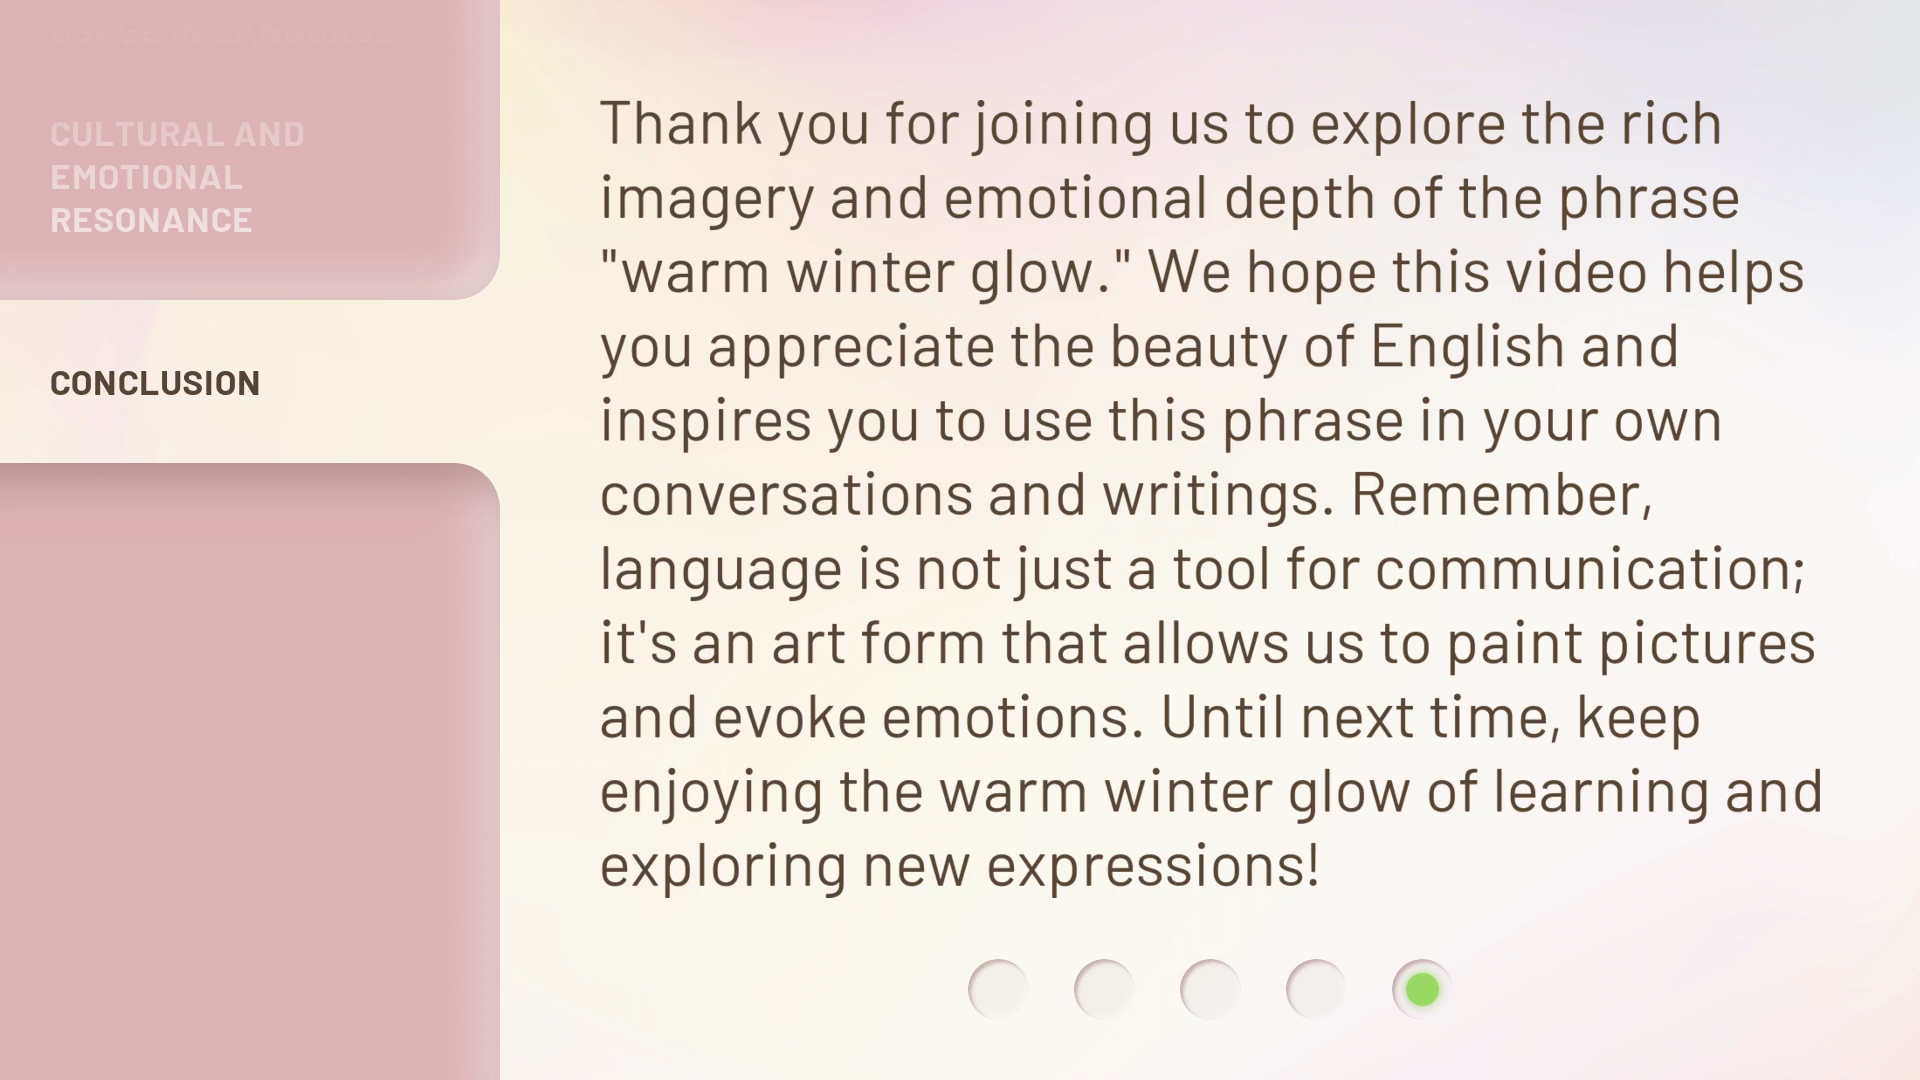 USAGE IN LANGUAGE
CULTURAL AND
EMOTIONAL
RESONANCE
CONCLUSION
Thank you for joining us to explore the rich
imagery and emotional depth of the phrase
"warm winter glow." We hope this video helps
you appreciate the beauty of English and
inspires you to use this phrase in your own
conversations and writings. Remember,
language is not just a tool for communication;
it's an art form that allows us to paint pictures
and evoke emotions. Until next time, keep
enjoying the warm winter glow of learning and
exploring new expressions!